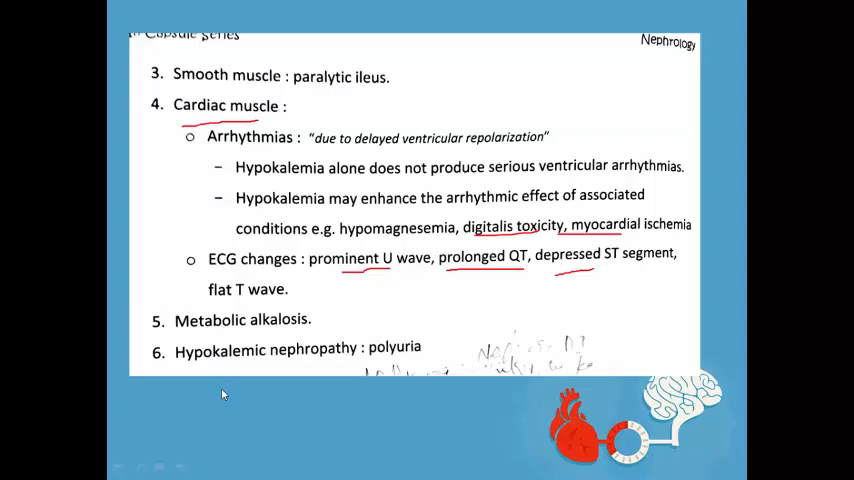 Capsule Series
Nephrology
3. Smooth muscle : paralytic ileus.
4. Cardiac muscle :
o Arrhythmias : "due to delayed ventricular repolarization"
- Hypokalemia alone does not produce serious ventricular arrhythmias.
- Hypokalemia may enhance the arrhythmic effect of associated
conditions e.g. hypomagnesemia, digitalis toxicity, myocardial ischemia
o ECG changes : prominent U wave, prolonged QT, depressed ST segment,
flat T wave.
5. Metabolic alkalosis.
6. Hypokalemic nephropathy : polyuria